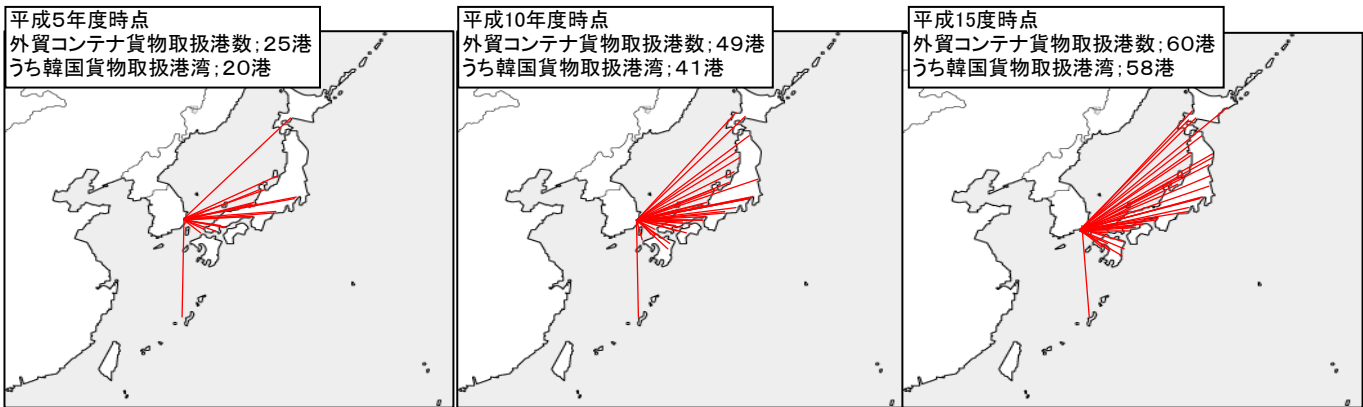 平成5年度時点
外貿コンテナ貨物取扱港数;25港
うち韓国貨物取扱港湾;20港
平成10年度時点
外貿コンテナ貨物取扱港数;49港
うち韓国貨物取扱港湾;41港
平成15度時点
外貿コンテナ貨物取扱港数;60港
うち韓国貨物取扱港湾;58港